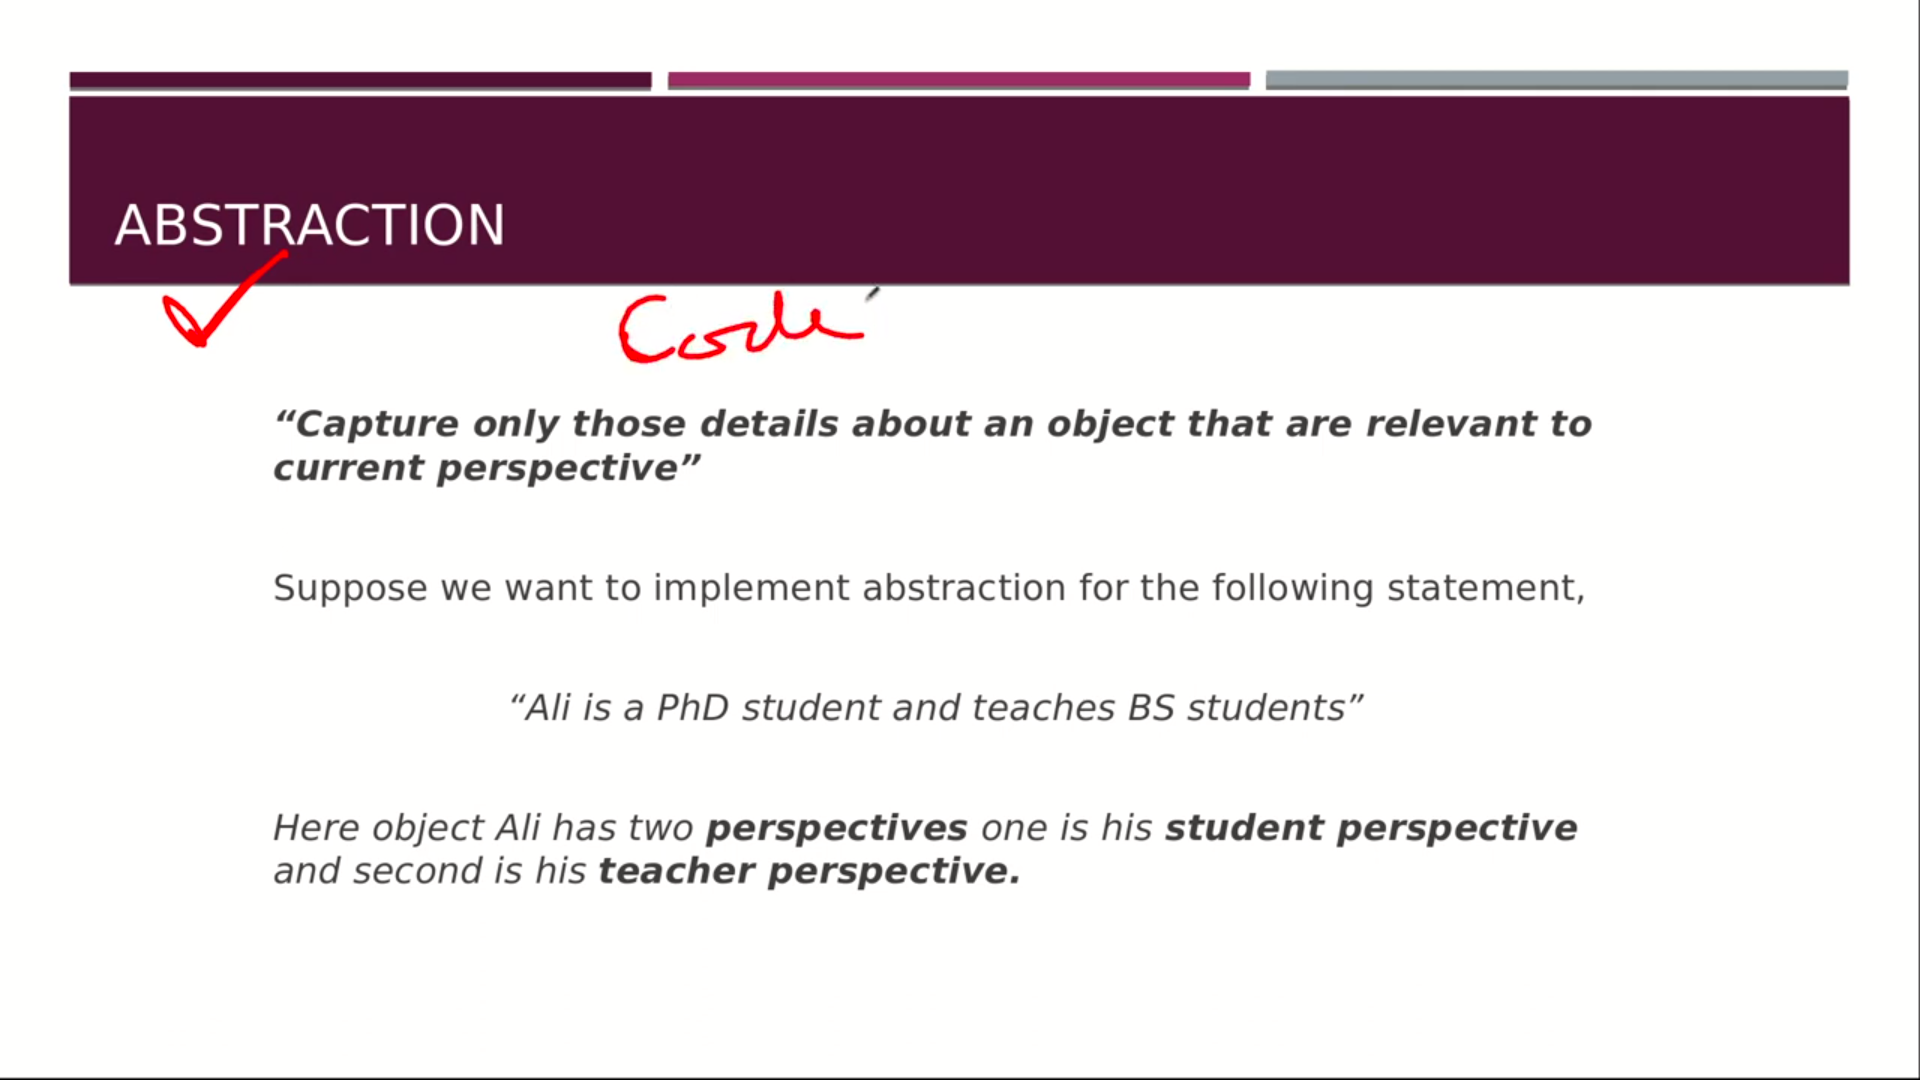 ABSTRACTION
Code
“Capture only those details about an object that are relevant to
current perspective”
Suppose we want to implement abstraction for the following statement,
“Ali is a PhD student and teaches BS students”
Here object Ali has two perspectives one is his student perspective
and second is his teacher perspective.